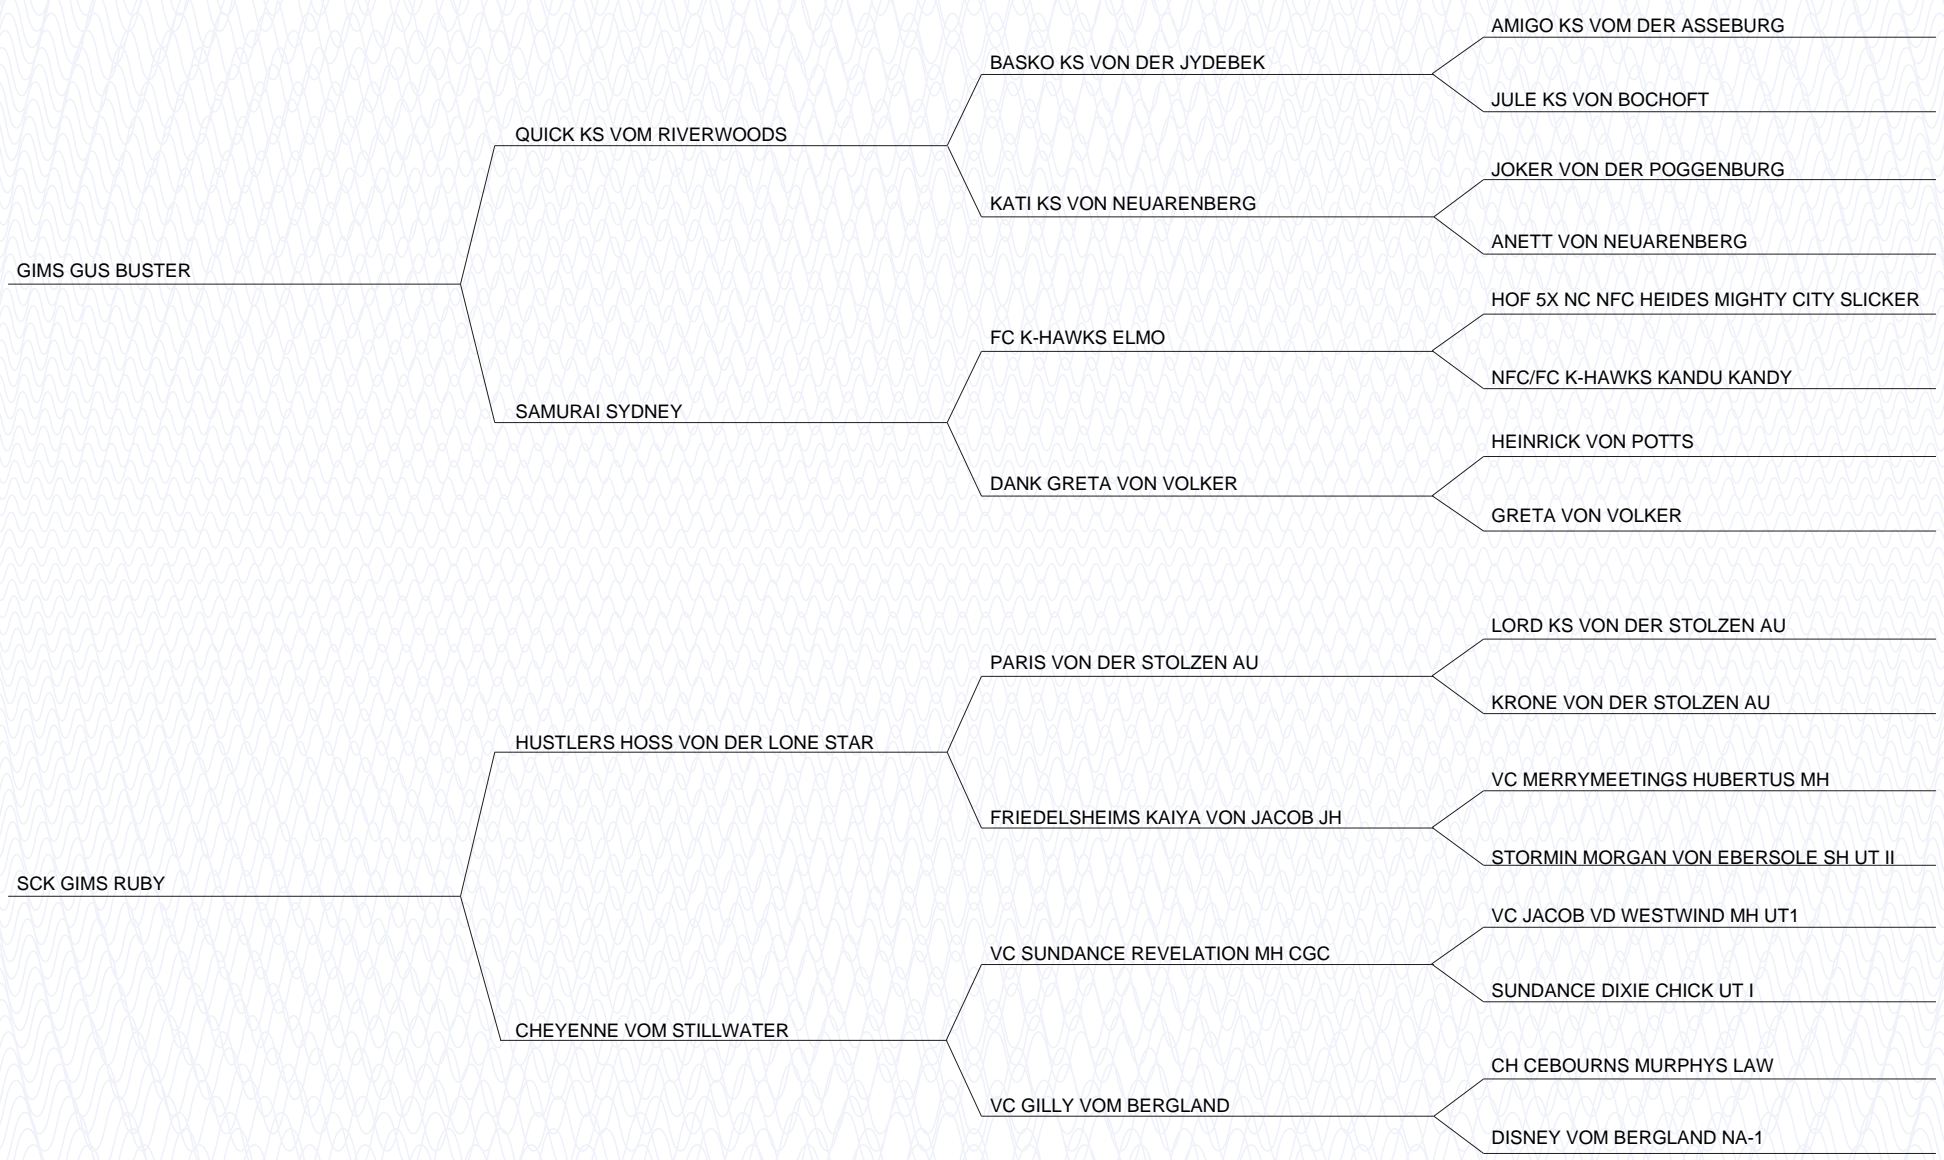 AMIGO KS VOM DER ASSEBURG
BASKO KS VON DER JYDEBEK
JULE KS VON BOCHOFT
QUICK KS VOM RIVERWOODS
JOKER VON DER POGGENBURG
KATI KS VON NEUARENBERG
ANETT VON NEUARENBERG
GIMS GUS BUSTER
HOF 5X NC NFC HEIDES MIGHTY CITY SLICKER
FC K-HAWKS ELMO
NFC/FC K-HAWKS KANDU KANDY
SAMURAI SYDNEY
HEINRICK VON POTTS
DANK GRETA VON VOLKER
GRETA VON VOLKER
LORD KS VON DER STOLZEN AU
PARIS VON DER STOLZEN AU
KRONE VON DER STOLZEN AU
HUSTLERS HOSS VON DER LONE STAR
VC MERRYMEETINGS HUBERTUS MH
FRIEDELSHEIMS KAIYA VON JACOB JH
STORMIN MORGAN VON EBERSOLE SH UT II
SCK GIMS RUBY
VC JACOB VD WESTWIND MH UT1
VC SUNDANCE REVELATION MH CGC
SUNDANCE DIXIE CHICK UT I
CHEYENNE VOM STILLWATER
CH CEBOURNS MURPHYS LAW
VC GILLY VOM BERGLAND
DISNEY VOM BERGLAND NA-1